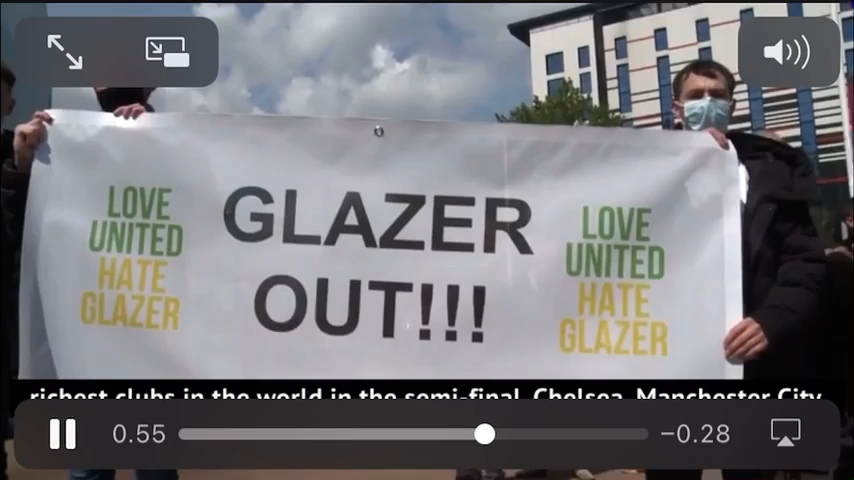 LOVE
UNITED
HATE
GLAZER
GLAZER
OUT!!!
LOVE
UNITED
HATE
GLAZER
richest clubs in the world in the semi-final. Chelsea, Manchester City
0.55
−0.28